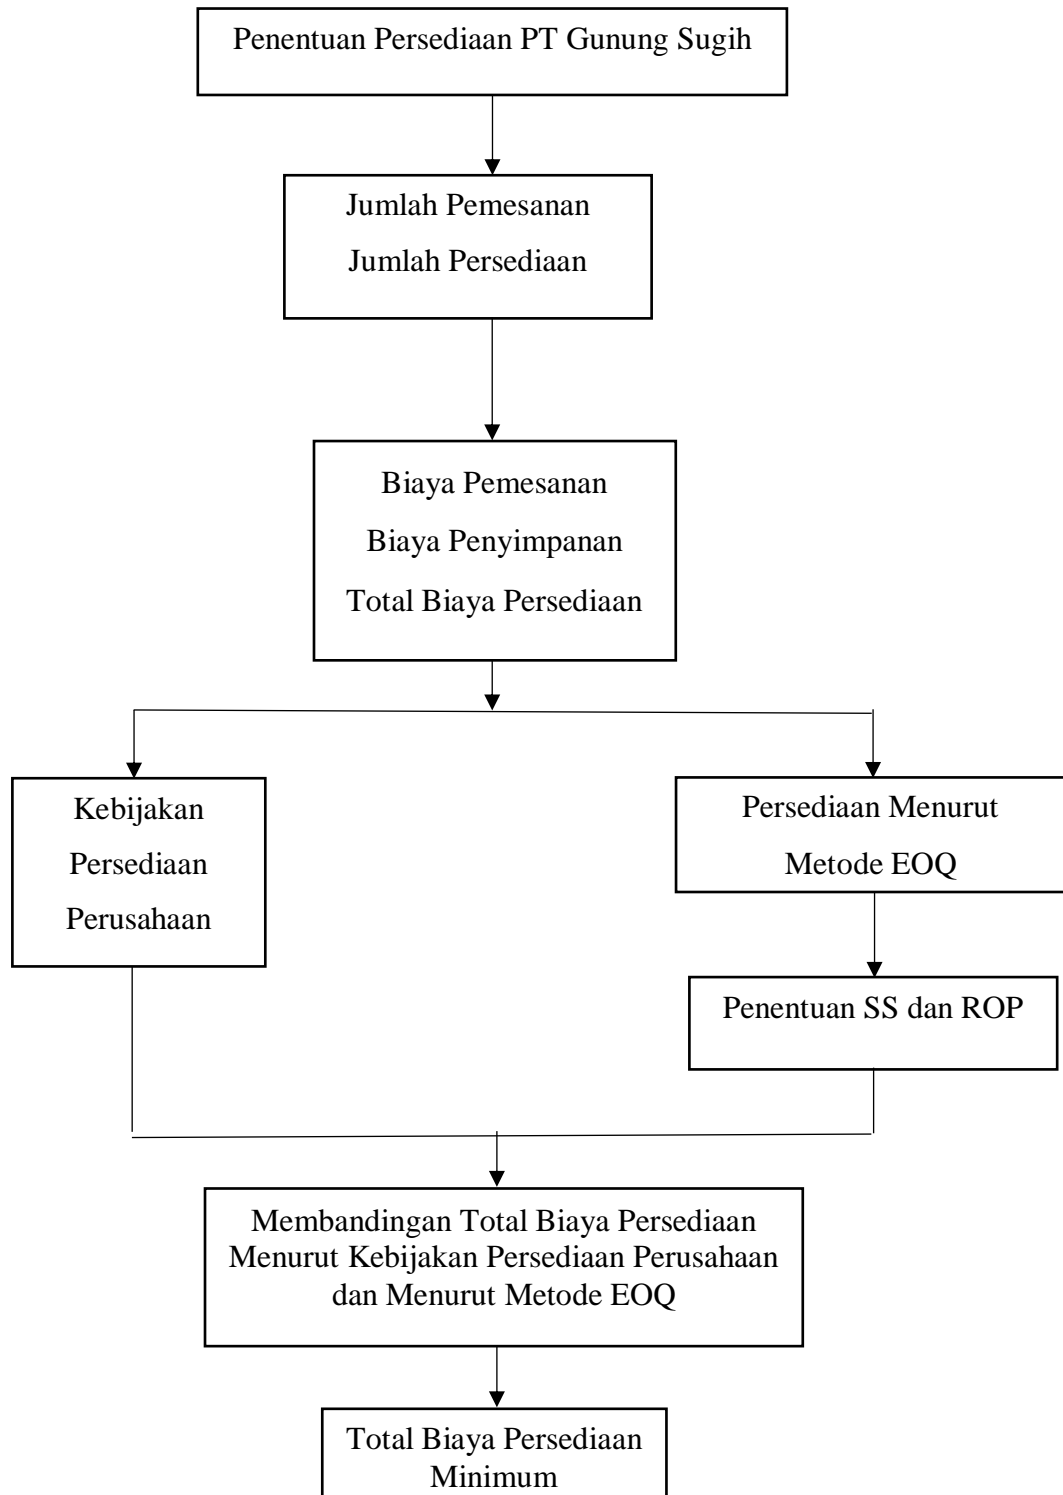 Penentuan Persediaan PT Gunung Sugih
Jumlah Pemesanan
Jumlah Persediaan
Biaya Pemesanan
Biaya Penyimpanan
Total Biaya Persediaan
Kebijakan
Persediaan
Perusahaan
Persediaan Menurut
Metode EOQ
Penentuan SS dan ROP
Membandingan Total Biaya Persediaan
Menurut Kebijakan Persediaan Perusahaan
dan Menurut Metode EOQ
Total Biaya Persediaan
Minimum